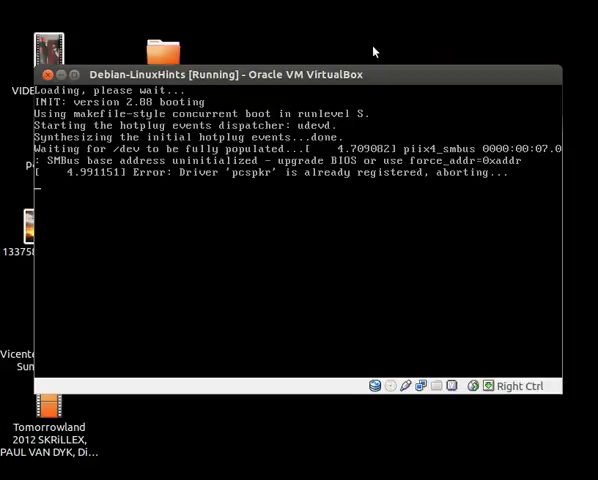 VIDE
Debian-LinuxHints [Running] - Oracle VM VirtualBox
Loading, please wait...
INIT: version 2.88 booting
Using makefile-style concurrent boot in runlevel S.
Starting the hotplug events dispatcher: udevd.
Synthesizing the initial hotplug events...done.
Waiting for /dev to be fully populated...[    4.709082] piix4_smbus 0000:00:07.0
: SMBus base address uninitialized - upgrade BIOS or use force_addr=0xaddr
[    4.991151] Error: Driver 'pcspkr' is already registered, aborting...
133758
Vicente
Sun
Right Ctrl
Tomorrowland
2012 SKRiLLEX,
PAUL VAN DYK, Di...